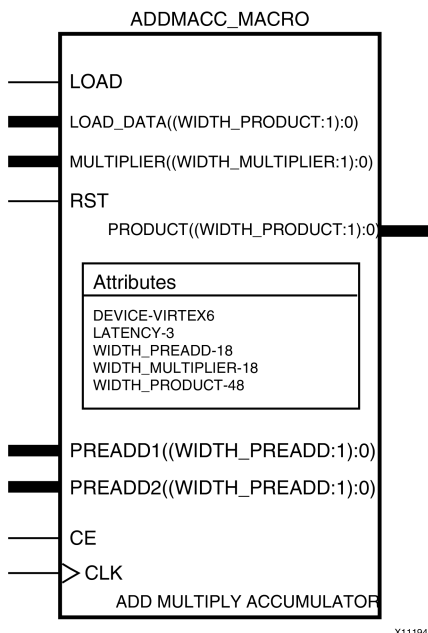 ADDMACC_MACRO
LOAD
LOAD_DATA((WIDTH_PRODUCT:1):0)
MULTIPLIER((WIDTH_MULTIPLIER:1):0)
RST
PRODUCT((WIDTH_PRODUCT:1):0)
Attributes
DEVICE-VIRTEX6
LATENCY-3
WIDTH_PREADD-18
WIDTH_MULTIPLIER-18
WIDTH_PRODUCT-48
PREADD1((WIDTH_PREADD:1):0)
PREADD2((WIDTH_PREADD:1):0)
CE
CLK
ADD MULTIPLY ACCUMULATOR
X11194